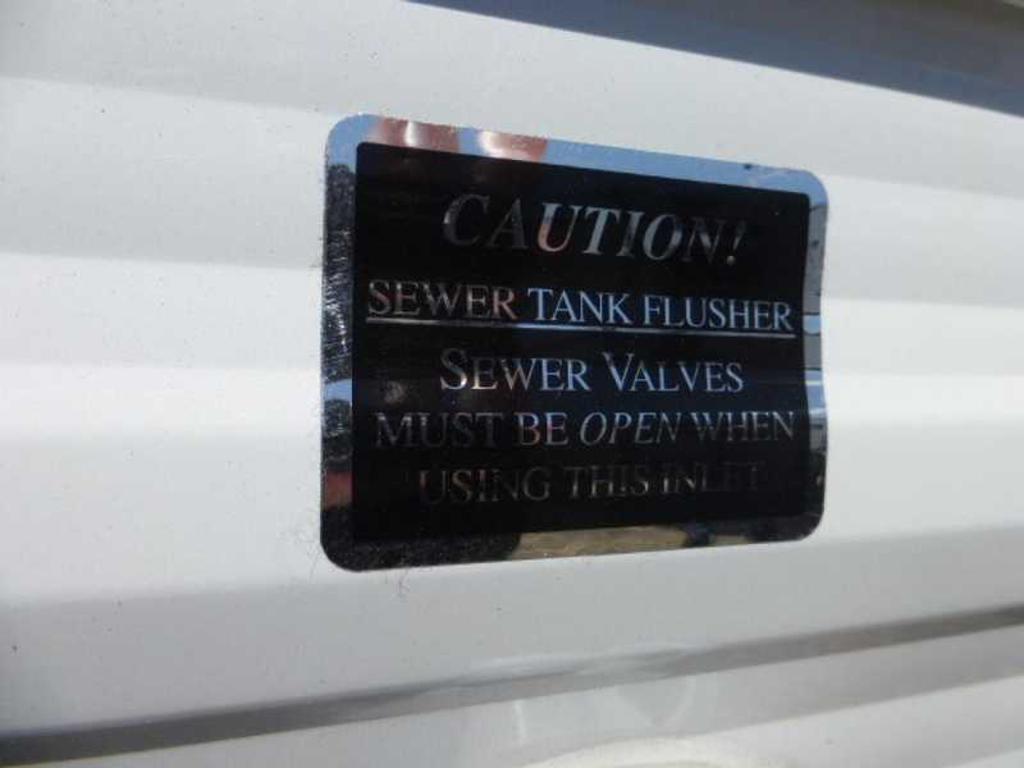 CAUTION!
SEWER TANK FLUSHER
SEWER VALVES
MUST BE OPEN WHEN
USING THIS INLET